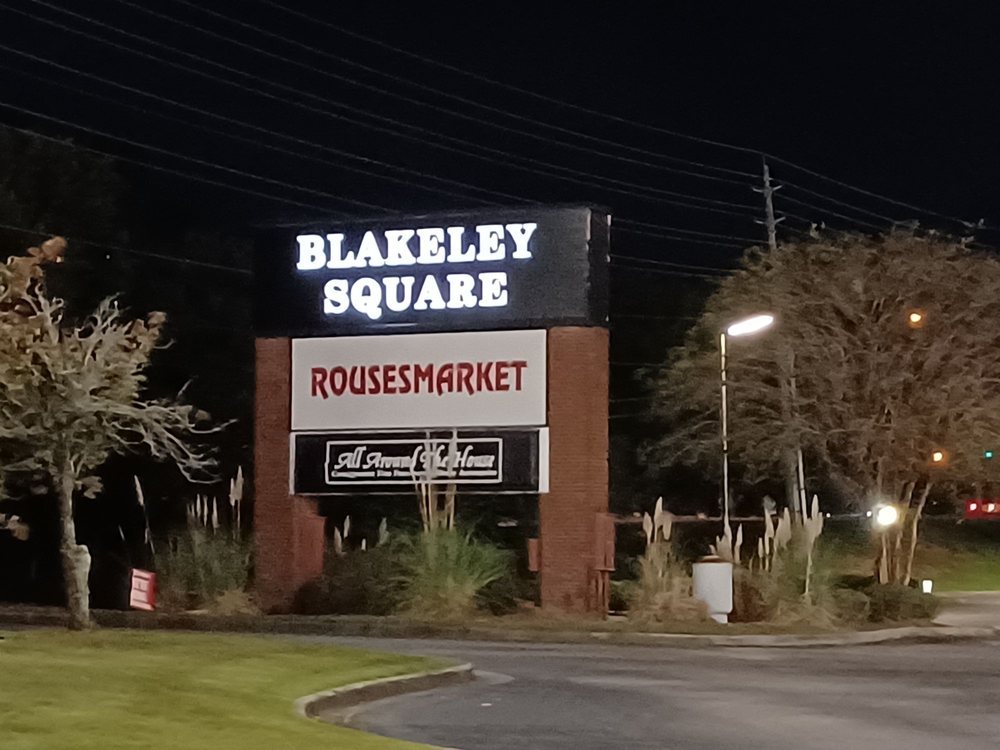 BLAKELEY
SQUARE
ROUSESMARKET
All Around The House